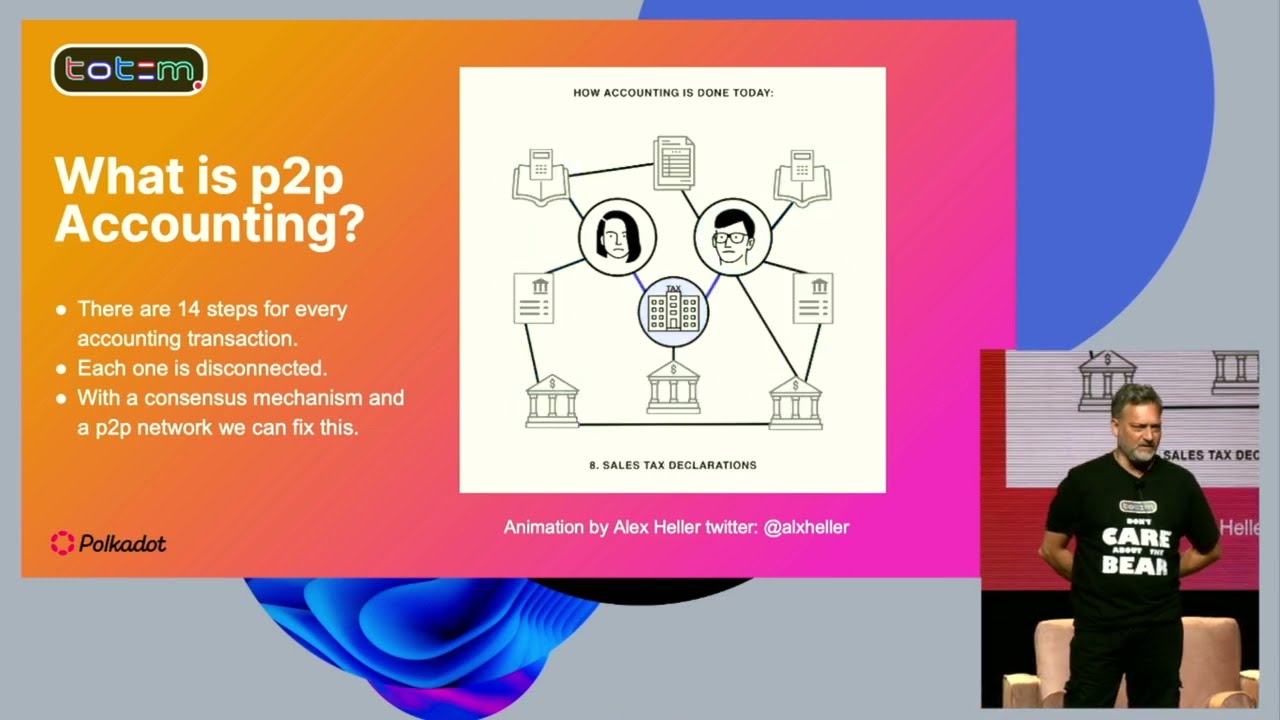 totem
What is p2p
Accounting?
● There are 14 steps for every
accounting transaction.
● Each one is disconnected.
● With a consensus mechanism and
a p2p network we can fix this.
Polkadot
HOW ACCOUNTING IS DONE TODAY:
$
TAX
$
$
$
8. SALES TAX DECLARATIONS
Animation by Alex Heller twitter: @alxheller
$
SALES TAX DEC
Helle
totem
DON'T
CARE
ABOUT THE
BEAR